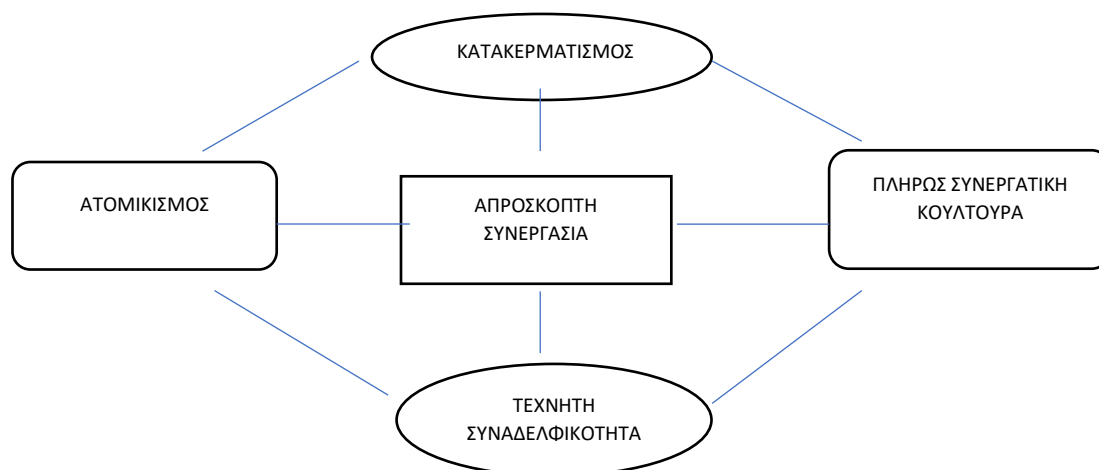 ΚΑΤΑΚΕΡΜΑΤΙΣΜΟΣ
ΑΤΟΜΙΚΙΣΜΟΣ
ΑΠΡΟΣΚΟΠΤΗ
ΣΥΝΕΡΓΑΣΙΑ
ΠΛΗΡΩΣ ΣΥΝΕΡΓΑΤΙΚΗ
ΚΟΥΛΤΟΥΡΑ
ΤΕΧΝΗΤΗ
ΣΥΝΑΔΕΛΦΙΚΟΤΗΤΑ